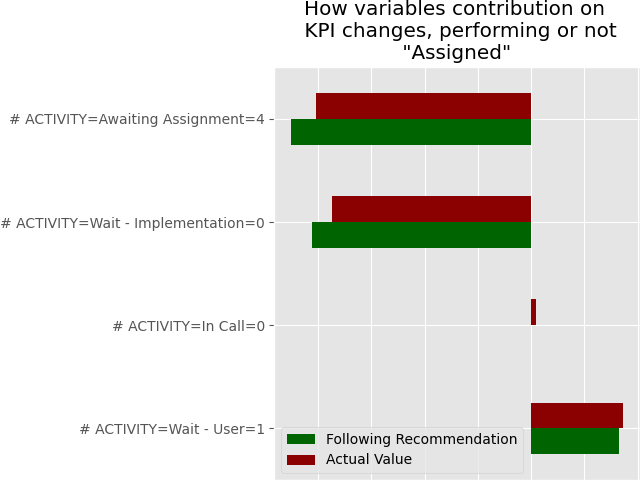 How variables contribution on
KPI changes, performing or not
"Assigned"
# ACTIVITY=Awaiting Assignment=4
# ACTIVITY=Wait - Implementation=0
# ACTIVITY=In Call=0
# ACTIVITY=Wait - User=1
Following Recommendation
Actual Value